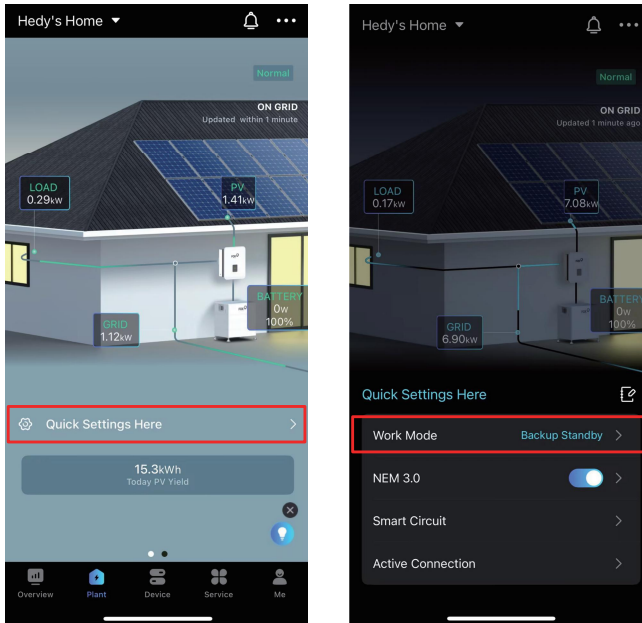 Hedy's Home
Normal
ON GRID
Updated within 1 minute
LOAD
0.29kW
PV
1.41kW
BATTERY
0W
100%
GRID
1.12kW
Quick Settings Here
15.3kWh
Today PV Yield
Overview
Plant
Device
Service
Me
Hedy's Home
Normal
ON GRID
Updated 1 minute ago
LOAD
0.17kW
PV
7.08kW
BATTERY
0W
100%
GRID
6.90kW
Quick Settings Here
Work Mode
Backup Standby
NEM 3.0
Smart Circuit
Active Connection